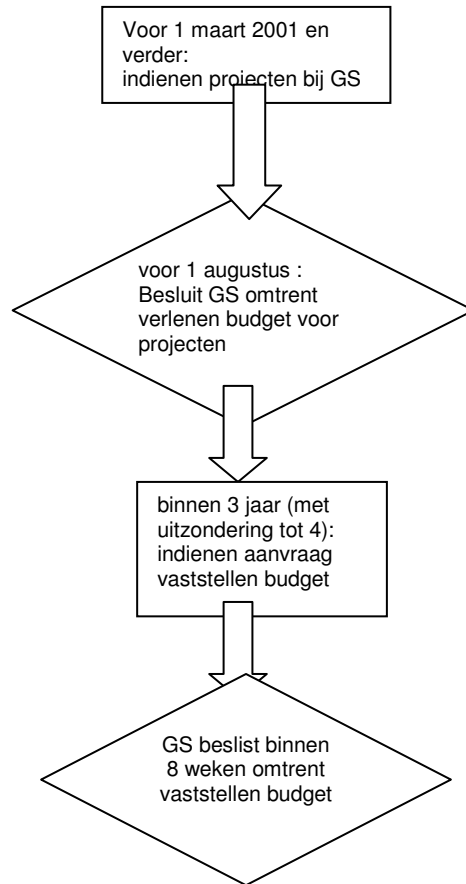 Voor 1 maart 2001 en
verder:
indienen projecten bij GS
voor 1 augustus :
Besluit GS omtrent
verlenen budget voor
projecten
binnen 3 jaar (met
uitzondering tot 4):
indienen aanvraag
vaststellen budget
GS beslist binnen
8 weken omtrent
vaststellen budget